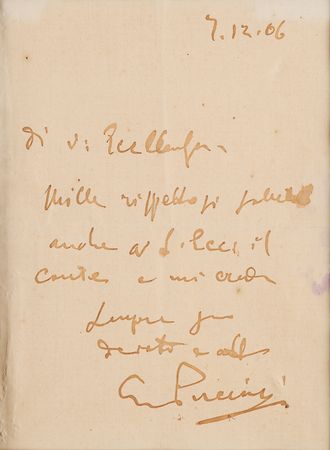 7.12.06
di V. Eccellenza
Mille rispettosi saluti
anche a S. Ecc. il
conte e mi creda
sempre suo
devoto e
G. Puccini